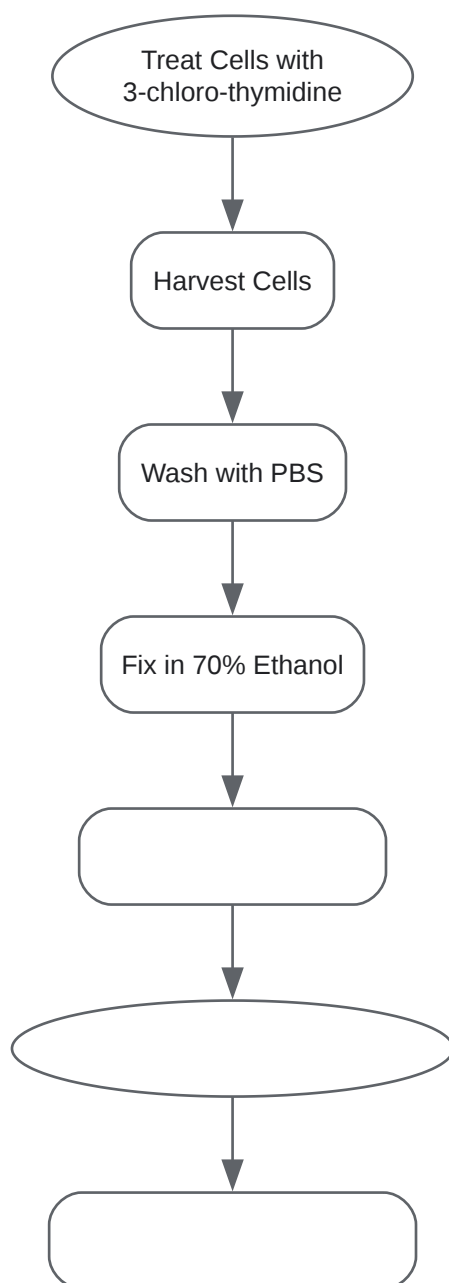 Treat Cells with
3-chloro-thymidine
Harvest Cells
Wash with PBS
Fix in 70% Ethanol